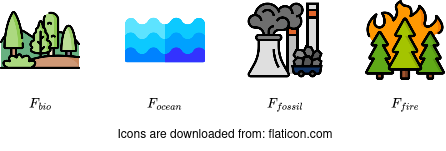 F_bio F_ocean F_fossil F_fire
Icons are downloaded from: flaticon.com